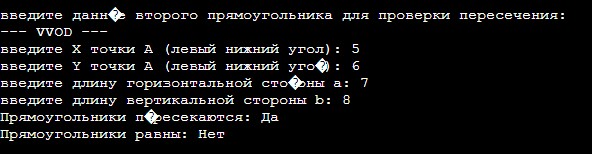 введите данн�е второго прямоугольника для проверки пересечения:
--- VVOD ---
введите X точки A (левый нижний угол): 5
введите Y точки A (левый нижний уго�): 6
введите длину горизонтальной сто�оны a: 7
введите длину вертикальной стороны b: 8
Прямоугольники п�ресекаются: Да
Прямоугольники равны: Нет